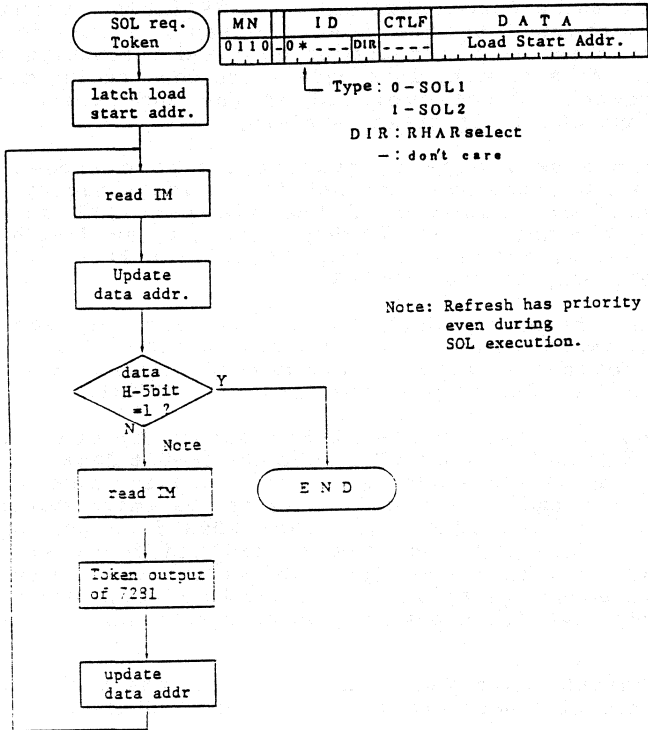 SOL req.
Token
MN ID CTLF DATA
0110-0*___DIR---- Load Start Addr.
latch load
start addr.
Type: 0-SOL1
1-SOL2
DIR: RHAR select
-: don't care
read IM
Update
data addr.
Note: Refresh has priority
even during
SOL execution.
data
H-5bit
=1 ?
Y
N
Note
read IM
END
Token output
of 7281
update
data addr